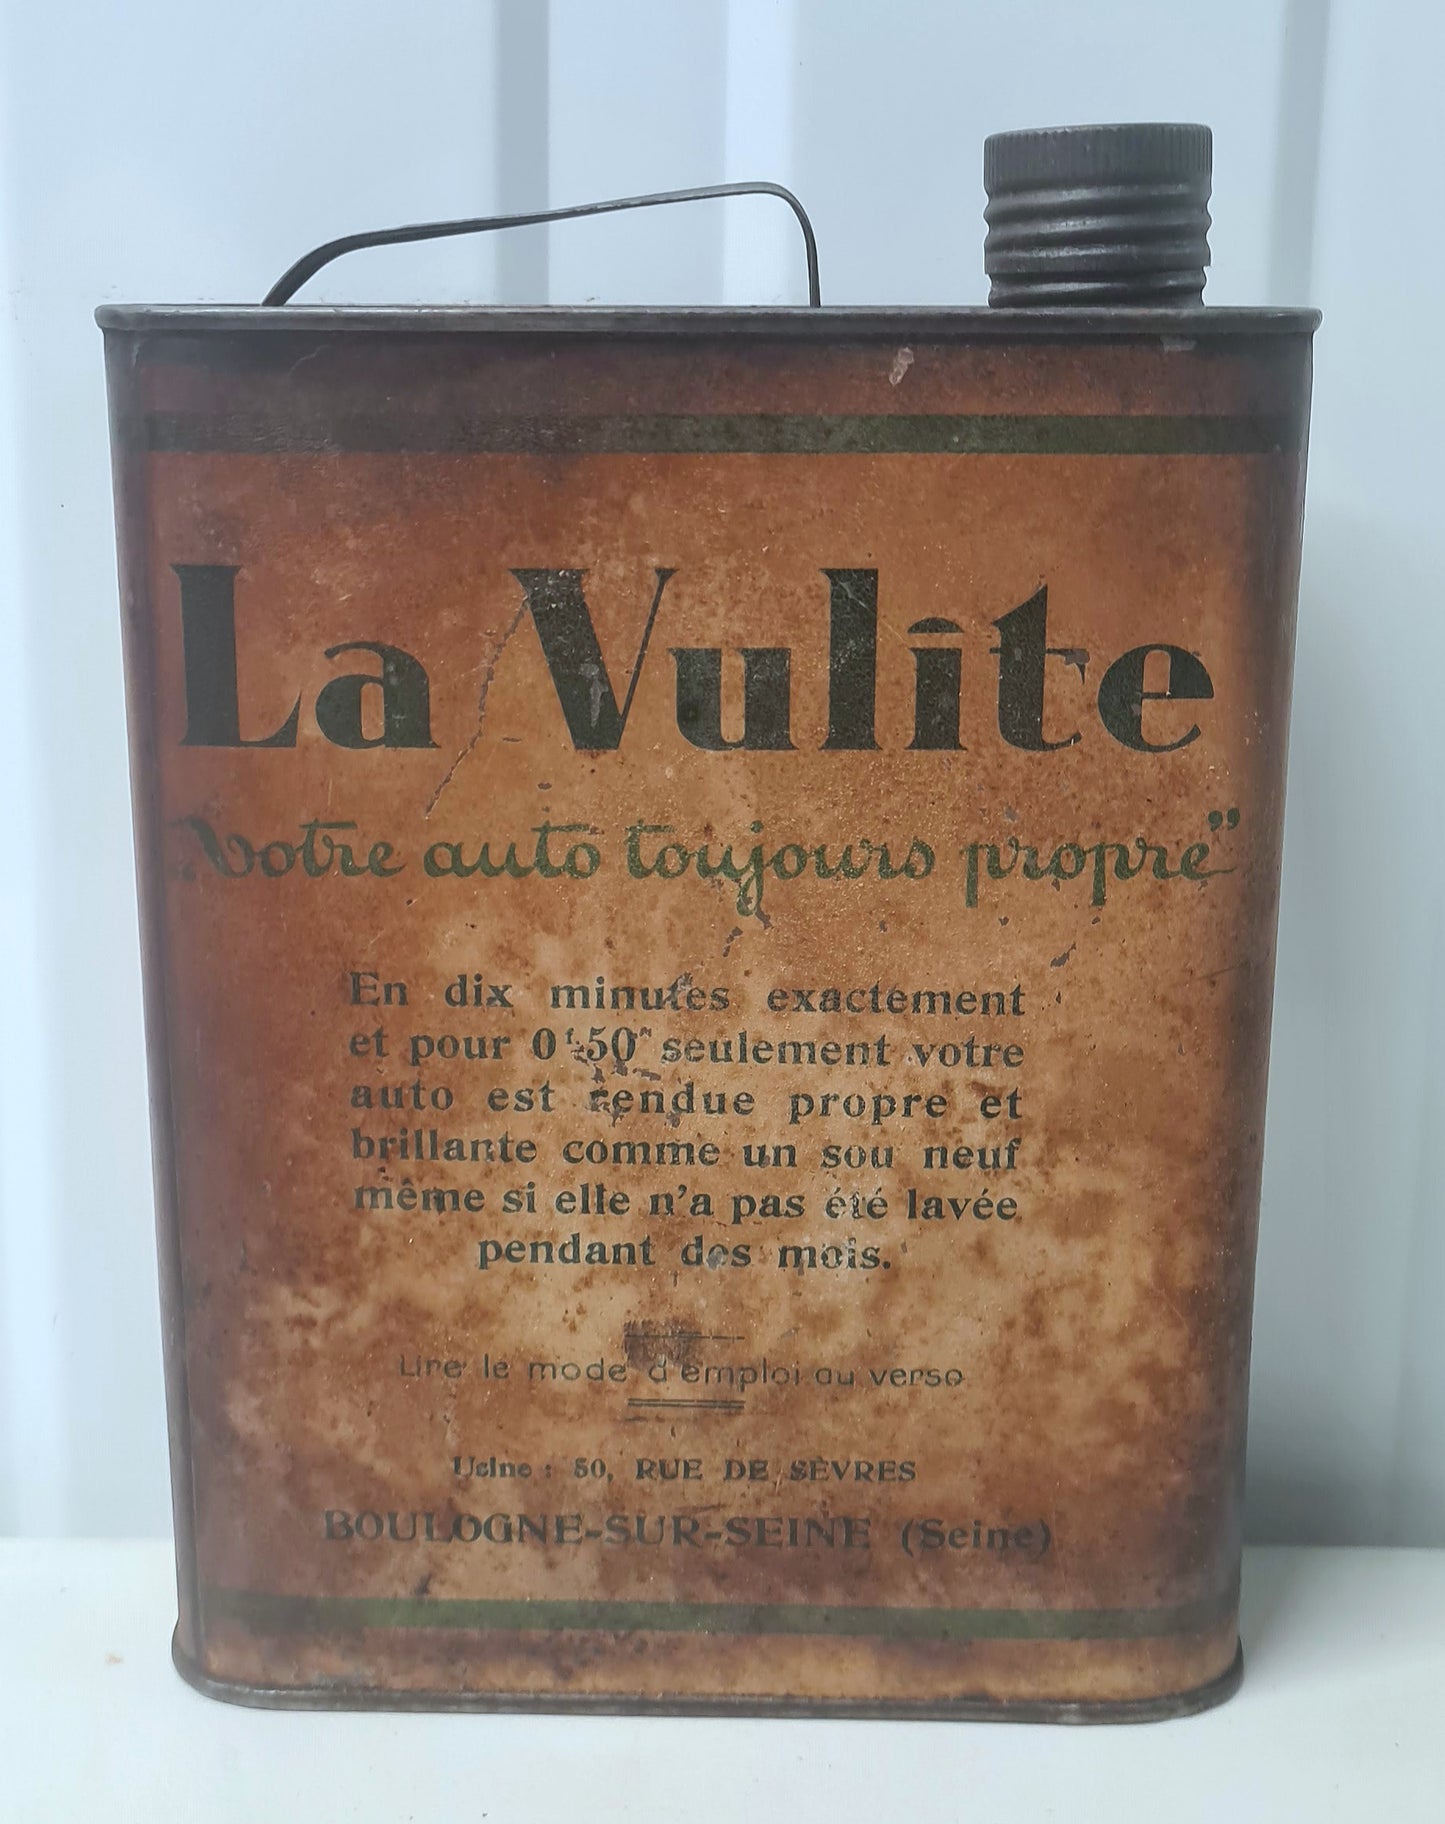 La Vulite
„Votre auto toujours propre”
En dix minutes exactement
et pour 0 f. 50 seulement votre
auto est rendue propre et
brillante comme un sou neuf
même si elle n'a pas été lavée
pendant des mois.
Lire le mode d'emploi au verso
Usine : 50, RUE DE SÈVRES
BOULOGNE-SUR-SEINE (Seine)